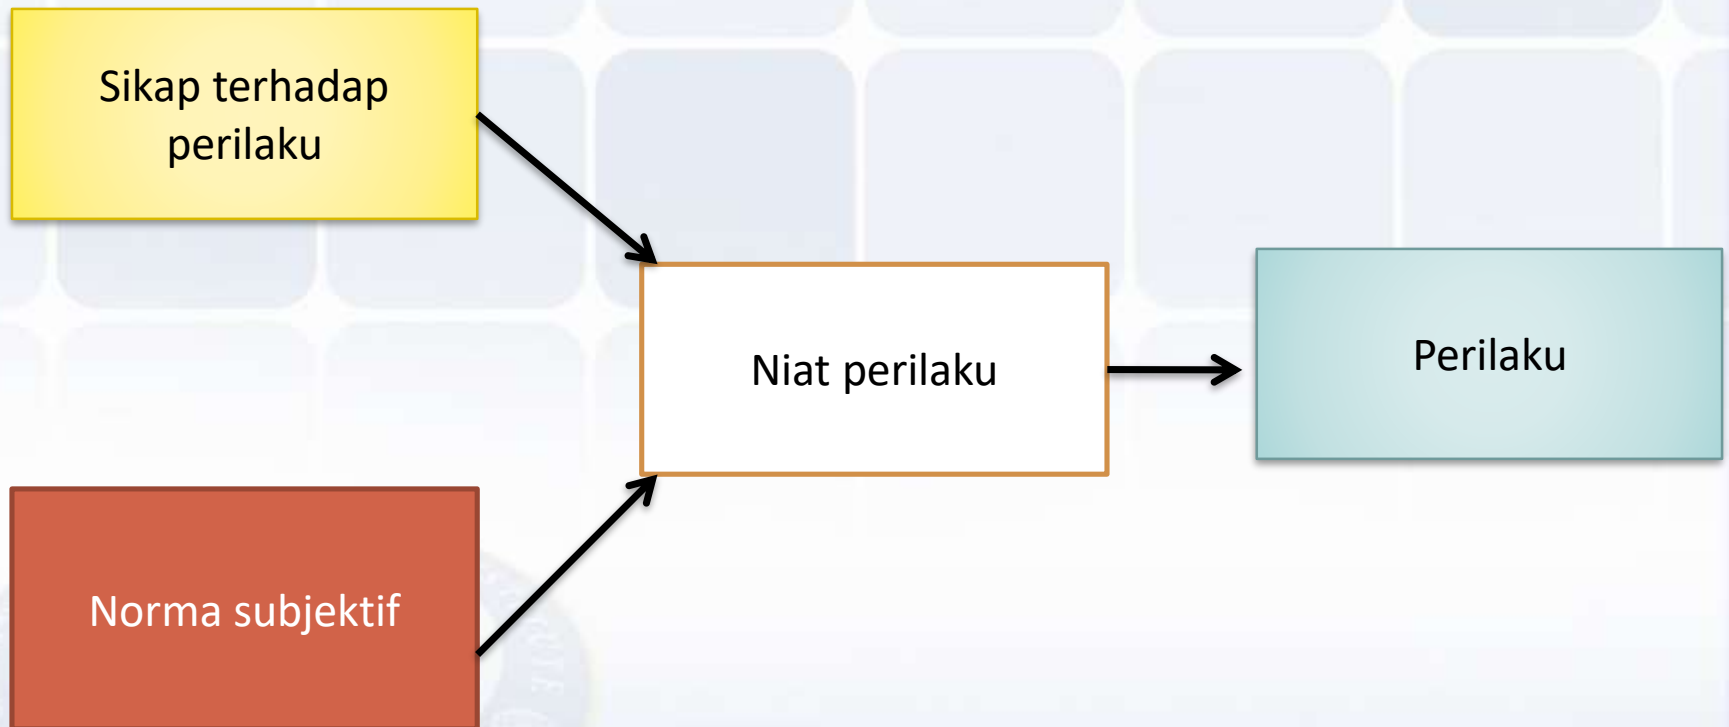 Sikap terhadap
perilaku
Niat perilaku
Perilaku
Norma subjektif